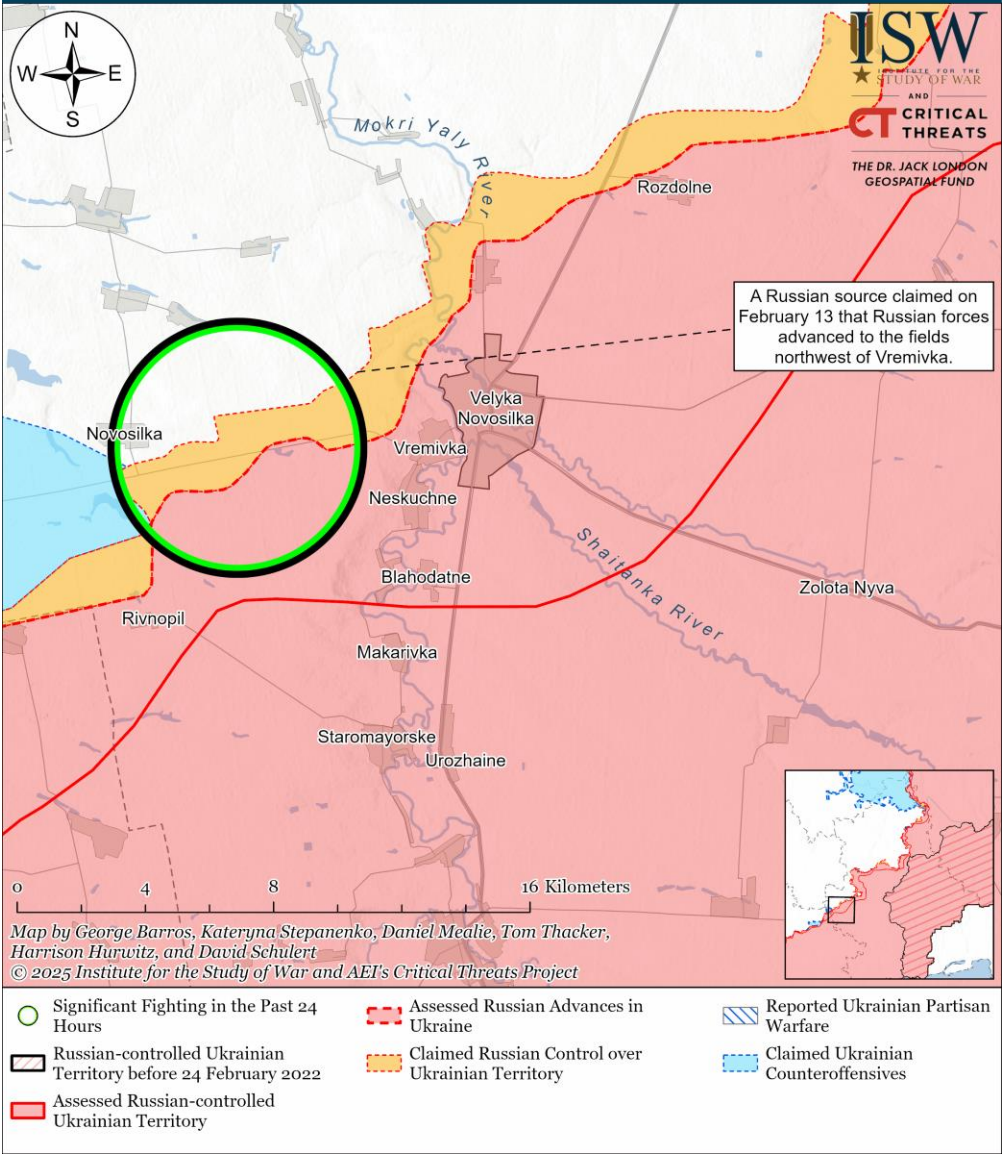 N
W E
S
ISW
INSTITUTE FOR THE
STUDY OF WAR
AND
CT CRITICAL
THREATS
THE DR. JACK LONDON
GEOSPATIAL FUND
Mokri Yaly River
Rozdolne
A Russian source claimed on
February 13 that Russian forces
advanced to the fields
northwest of Vremivka.
Velyka
Novosilka
Novosilka
Vremivka
Neskuchne
Shaitanka River
Blahodatne
Zolota Nyva
Rivnopil
Makarivka
Staromayorske
Urozhaine
0 4 8 16 Kilometers
Map by George Barros, Kateryna Stepanenko, Daniel Mealie, Tom Thacker,
Harrison Hurwitz, and David Schulert
© 2025 Institute for the Study of War and AEI's Critical Threats Project
Significant Fighting in the Past 24
Hours
Russian-controlled Ukrainian
Territory before 24 February 2022
Assessed Russian-controlled
Ukrainian Territory
Assessed Russian Advances in
Ukraine
Claimed Russian Control over
Ukrainian Territory
Reported Ukrainian Partisan
Warfare
Claimed Ukrainian
Counteroffensives